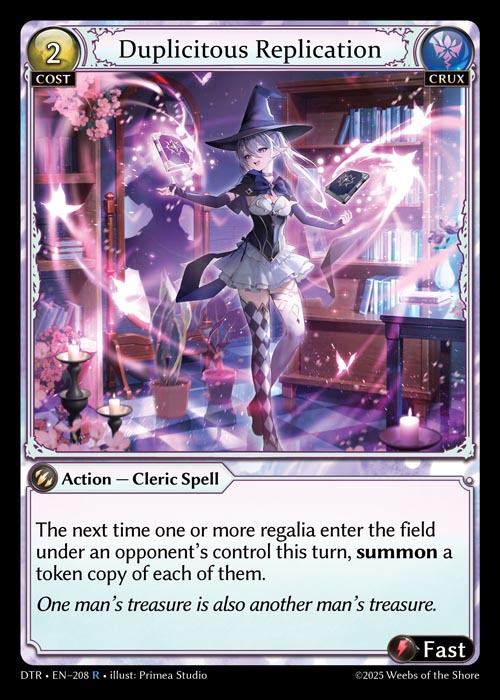 2
Duplicitous Replication
COST
CRUX
Action — Cleric Spell
The next time one or more regalia enter the field
under an opponent's control this turn, summon a
token copy of each of them.
One man's treasure is also another man's treasure.
Fast
DTR • EN-208 R • illust: Primea Studio
©2025 Weebs of the Shore